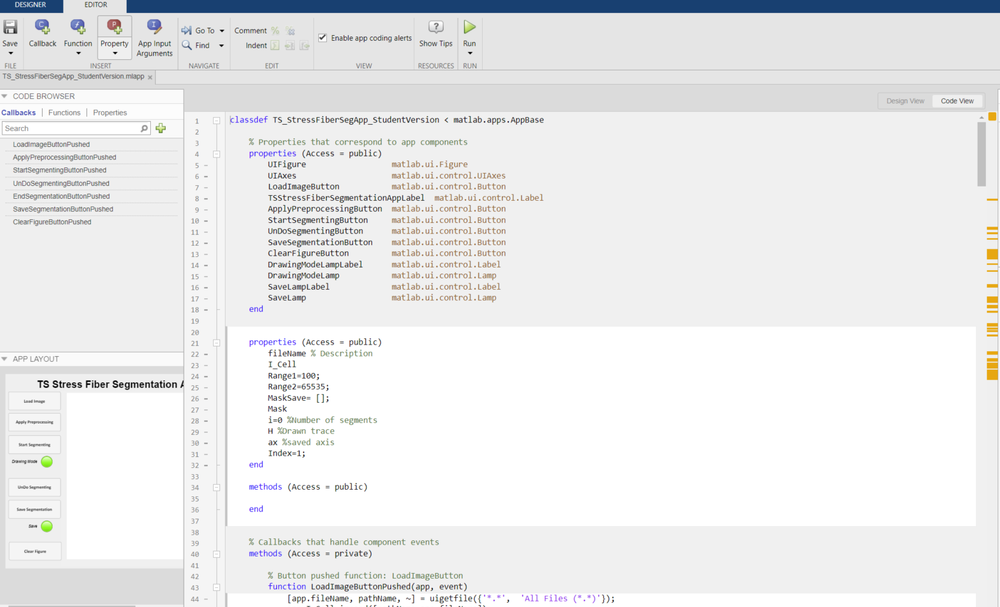 DESIGNER
EDITOR
Save
Callback
Function
Property
App Input
Arguments
Go To
Find
Comment
Indent
Enable app coding alerts
Show Tips
Run
FILE
INSERT
NAVIGATE
EDIT
VIEW
RESOURCES
RUN
TS_StressFiberSegApp_StudentVersion.mlapp
CODE BROWSER
Callbacks
Functions
Properties
Search
LoadImageButtonPushed
ApplyPreprocessingButtonPushed
StartSegmentingButtonPushed
UnDoSegmentingButtonPushed
EndSegmentationButtonPushed
SaveSegmentationButtonPushed
ClearFigureButtonPushed
APP LAYOUT
TS Stress Fiber Segmentation A
Load Image
Apply Preprocessing
Start Segmenting
Drawing Mode
UnDo Segmenting
Save Segmentation
Save
Clear Figure
Design View
Code View
1 classdef TS_StressFiberSegApp_StudentVersion < matlab.apps.AppBase
2
3 % Properties that correspond to app components
4 properties (Access = public)
5 UIFigure matlab.ui.Figure
6 UIAxes matlab.ui.control.UIAxes
7 LoadImageButton matlab.ui.control.Button
8 TSStressFiberSegmentationAppLabel matlab.ui.control.Label
9 ApplyPreprocessingButton matlab.ui.control.Button
10 StartSegmentingButton matlab.ui.control.Button
11 UnDoSegmentingButton matlab.ui.control.Button
12 SaveSegmentationButton matlab.ui.control.Button
13 ClearFigureButton matlab.ui.control.Button
14 DrawingModeLampLabel matlab.ui.control.Label
15 DrawingModeLamp matlab.ui.control.Lamp
16 SaveLampLabel matlab.ui.control.Label
17 SaveLamp matlab.ui.control.Lamp
18 end
19
20
21 properties (Access = public)
22 fileName % Description
23 I_Cell
24 Range1=100;
25 Range2=65535;
26 MaskSave= [];
27 Mask
28 i=0 %Number of segments
29 H %Drawn trace
30 ax %saved axis
31 Index=1;
32 end
33
34 methods (Access = public)
35
36 end
37
38
39 % Callbacks that handle component events
40 methods (Access = private)
41
42 % Button pushed function: LoadImageButton
43 function LoadImageButtonPushed(app, event)
44 [app.fileName, pathName, ~] = uigetfile({'*.*', 'All Files (*.*)'});